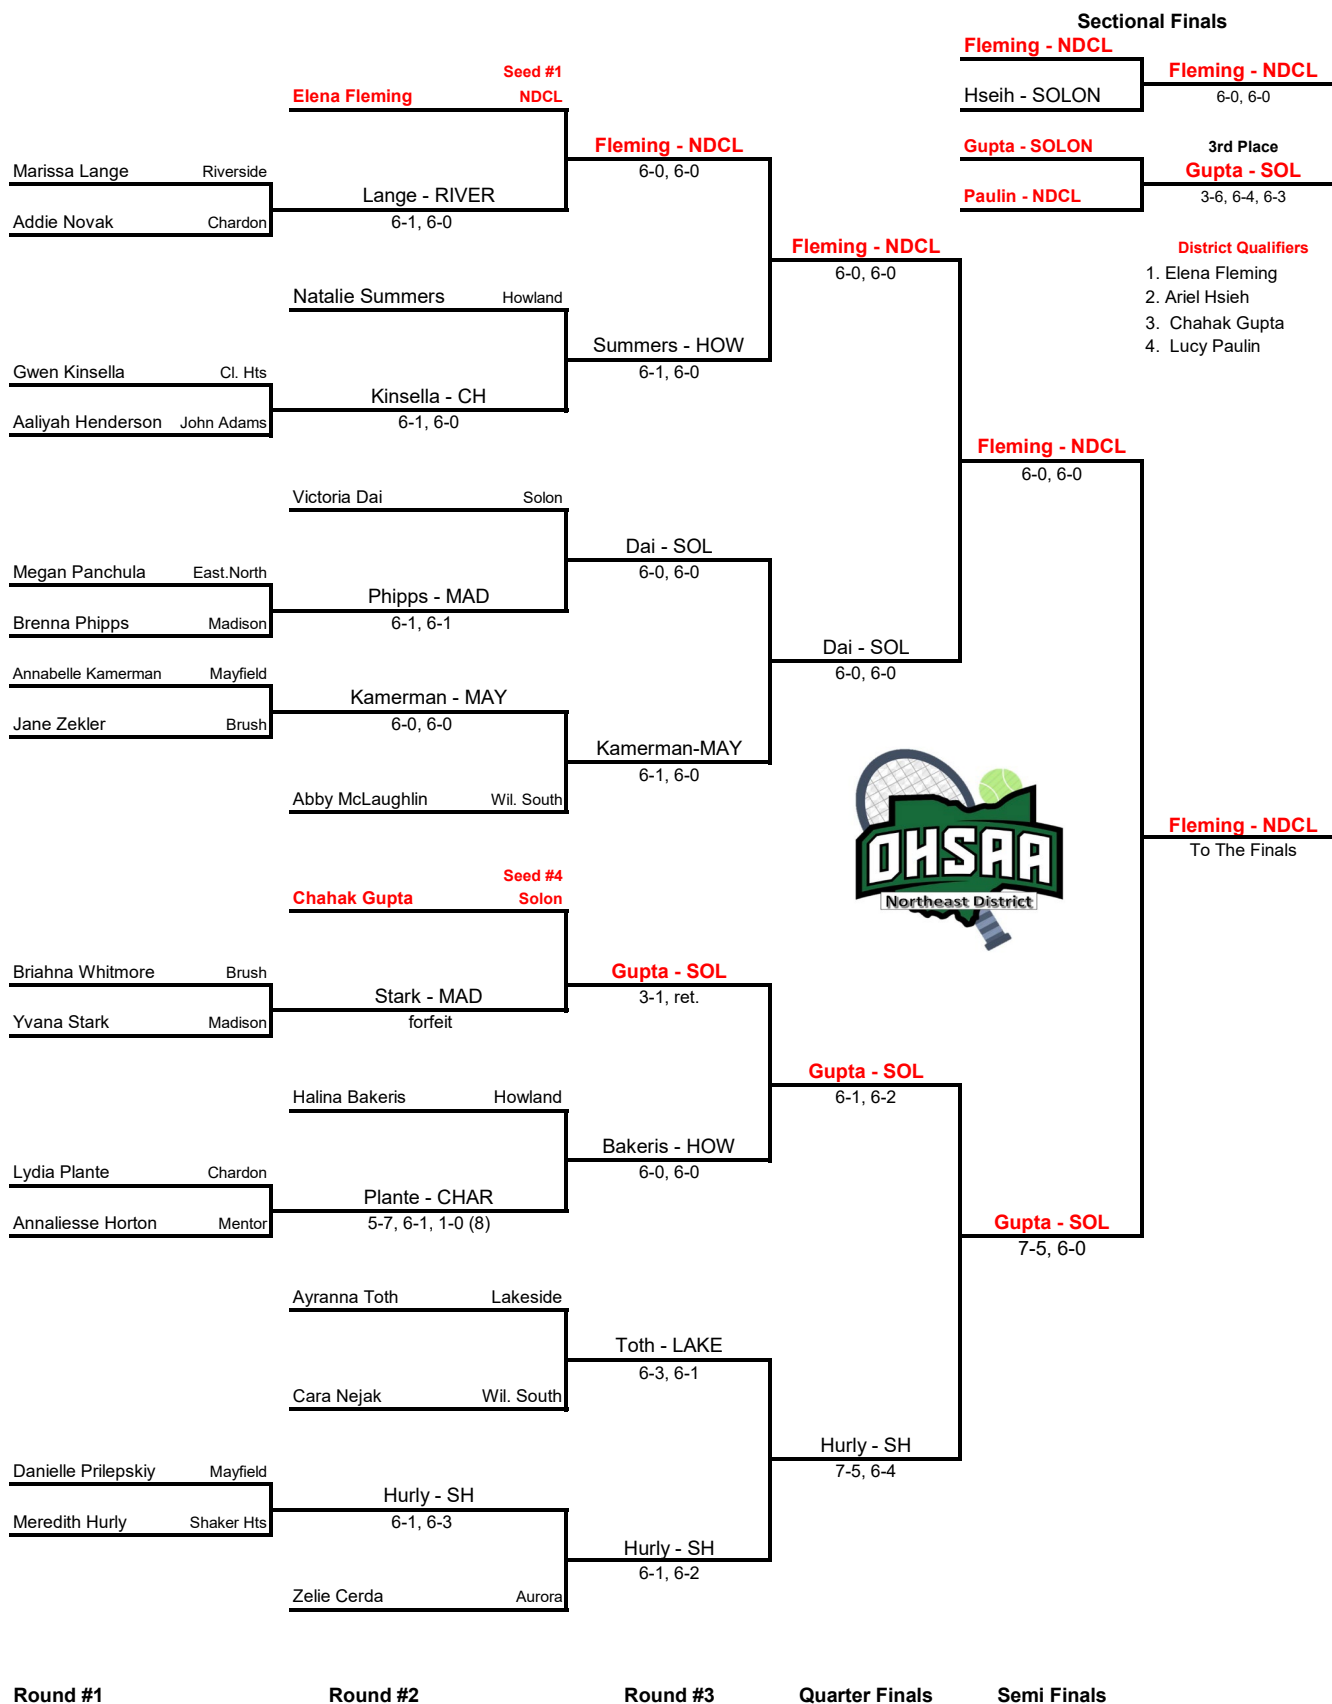 Sectional Finals
Fleming - NDCL
Fleming - NDCL
Hseih - SOLON
6-0, 6-0
Gupta - SOLON
3rd Place
Gupta - SOL
Paulin - NDCL
3-6, 6-4, 6-3
District Qualifiers
1. Elena Fleming
2. Ariel Hsieh
3. Chahak Gupta
4. Lucy Paulin
Seed #1
Elena Fleming NDCL
Fleming - NDCL
6-0, 6-0
Marissa Lange Riverside
Lange - RIVER
6-1, 6-0
Addie Novak Chardon
Fleming - NDCL
6-0, 6-0
Natalie Summers Howland
Summers - HOW
6-1, 6-0
Gwen Kinsella Cl. Hts
Kinsella - CH
6-1, 6-0
Aaliyah Henderson John Adams
Fleming - NDCL
6-0, 6-0
Victoria Dai Solon
Dai - SOL
6-0, 6-0
Megan Panchula East.North
Phipps - MAD
6-1, 6-1
Brenna Phipps Madison
Dai - SOL
6-0, 6-0
Annabelle Kamerman Mayfield
Kamerman - MAY
6-0, 6-0
Jane Zekler Brush
Kamerman-MAY
6-1, 6-0
Abby McLaughlin Wil. South
OHSAA
Northeast District
Fleming - NDCL
To The Finals
Seed #4
Chahak Gupta Solon
Gupta - SOL
3-1, ret.
Briahna Whitmore Brush
Stark - MAD
forfeit
Yvana Stark Madison
Gupta - SOL
6-1, 6-2
Halina Bakeris Howland
Bakeris - HOW
6-0, 6-0
Lydia Plante Chardon
Plante - CHAR
5-7, 6-1, 1-0 (8)
Annaliesse Horton Mentor
Gupta - SOL
7-5, 6-0
Ayranna Toth Lakeside
Toth - LAKE
6-3, 6-1
Cara Nejak Wil. South
Hurly - SH
7-5, 6-4
Danielle Prilepskiy Mayfield
Hurly - SH
6-1, 6-3
Meredith Hurly Shaker Hts
Hurly - SH
6-1, 6-2
Zelie Cerda Aurora
Round #1 Round #2 Round #3 Quarter Finals Semi Finals